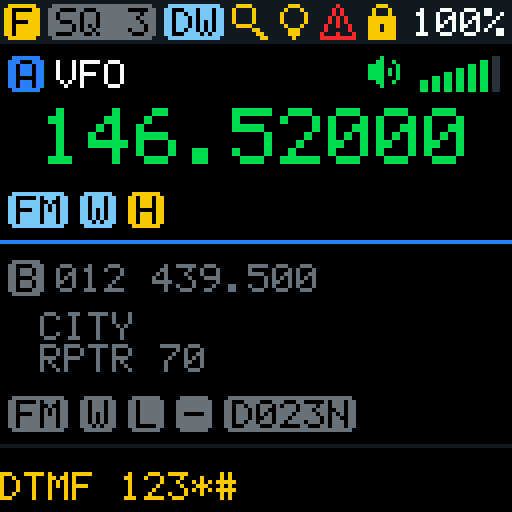 F SQ 3 DW 100%
A VFO
146.52000
FM W H
B 012 439.500
CITY
RPTR 70
FM W L - D023N
DTMF 123*#